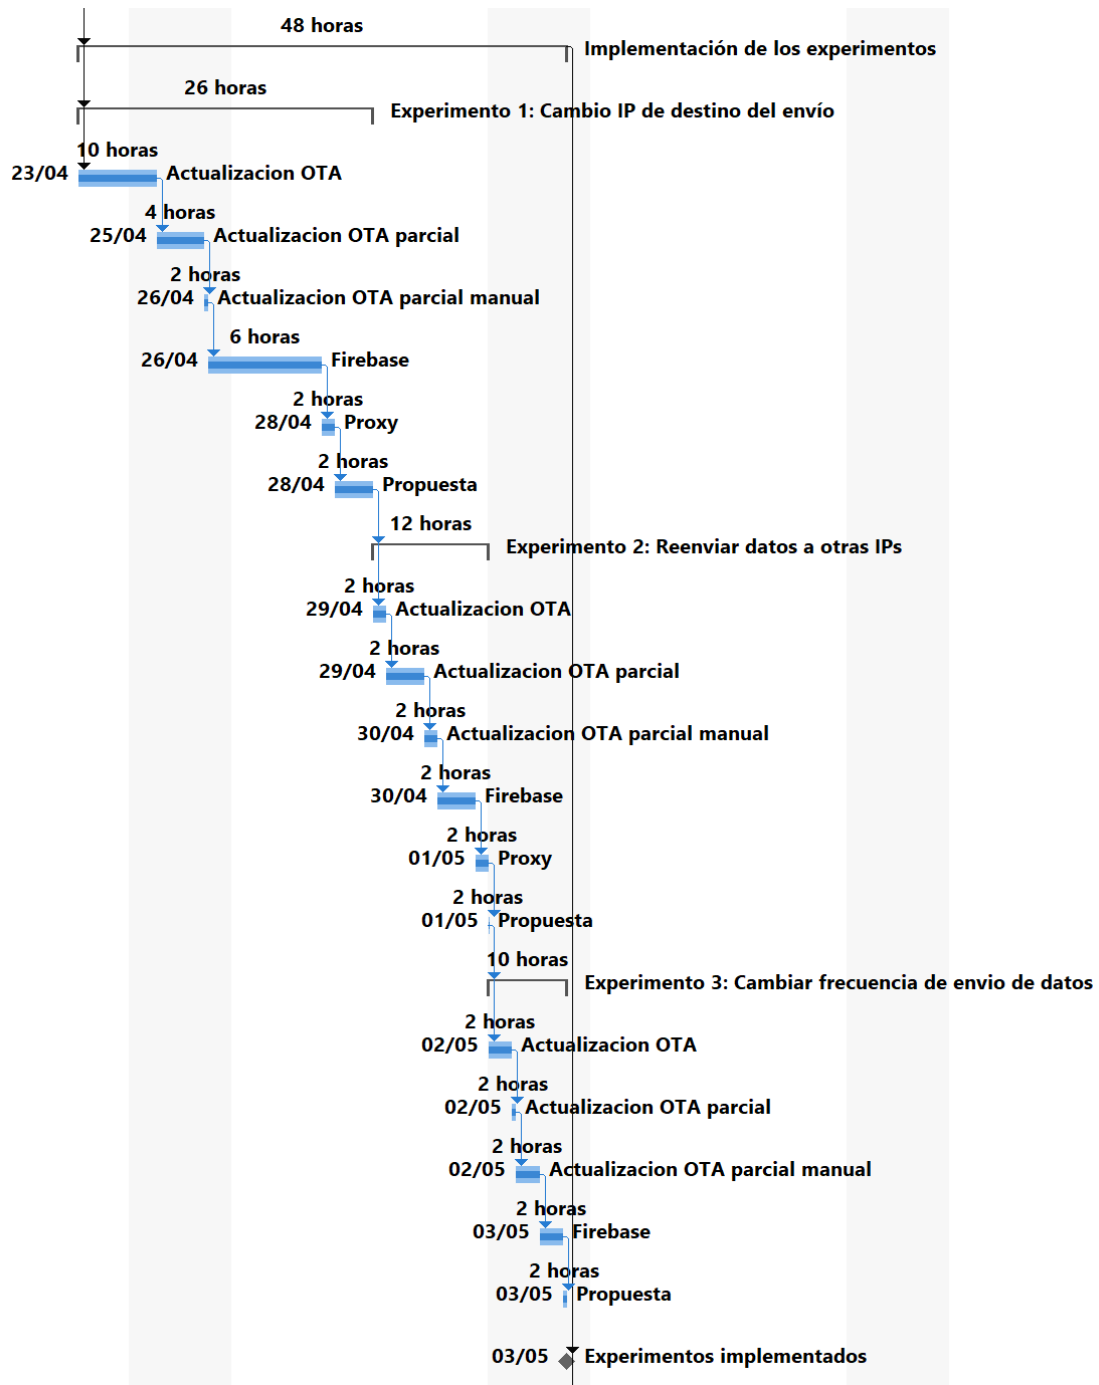 48 horas
Implementación de los experimentos
26 horas
Experimento 1: Cambio IP de destino del envío
10 horas
23/04 Actualizacion OTA
4 horas
25/04 Actualizacion OTA parcial
2 horas
26/04 Actualizacion OTA parcial manual
6 horas
26/04 Firebase
2 horas
28/04 Proxy
2 horas
28/04 Propuesta
12 horas
Experimento 2: Reenviar datos a otras IPs
2 horas
29/04 Actualizacion OTA
2 horas
29/04 Actualizacion OTA parcial
2 horas
30/04 Actualizacion OTA parcial manual
2 horas
30/04 Firebase
2 horas
01/05 Proxy
2 horas
01/05 Propuesta
10 horas
Experimento 3: Cambiar frecuencia de envio de datos
2 horas
02/05 Actualizacion OTA
2 horas
02/05 Actualizacion OTA parcial
2 horas
02/05 Actualizacion OTA parcial manual
2 horas
03/05 Firebase
2 horas
03/05 Propuesta
03/05 Experimentos implementados